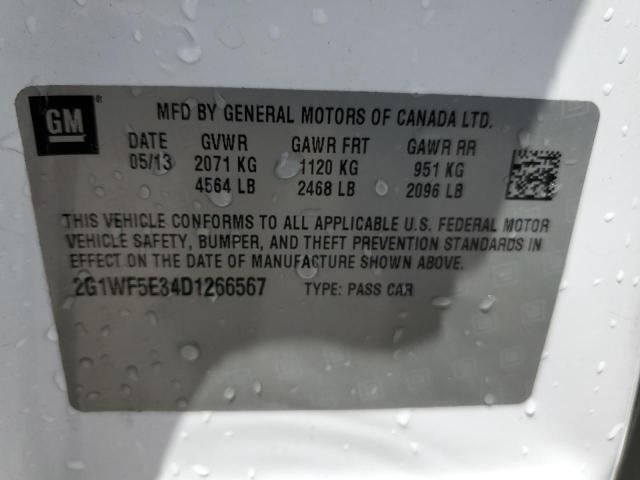 GM®
MFD BY GENERAL MOTORS OF CANADA LTD.
DATE GVWR GAWR FRT GAWR RR
05/13 2071 KG 1120 KG 951 KG
4564 LB 2468 LB 2096 LB
THIS VEHICLE CONFORMS TO ALL APPLICABLE U.S. FEDERAL MOTOR
VEHICLE SAFETY, BUMPER, AND THEFT PREVENTION STANDARDS IN
EFFECT ON THE DATE OF MANUFACTURE SHOWN ABOVE.
2G1WF5E34D1266567 TYPE: PASS CAR